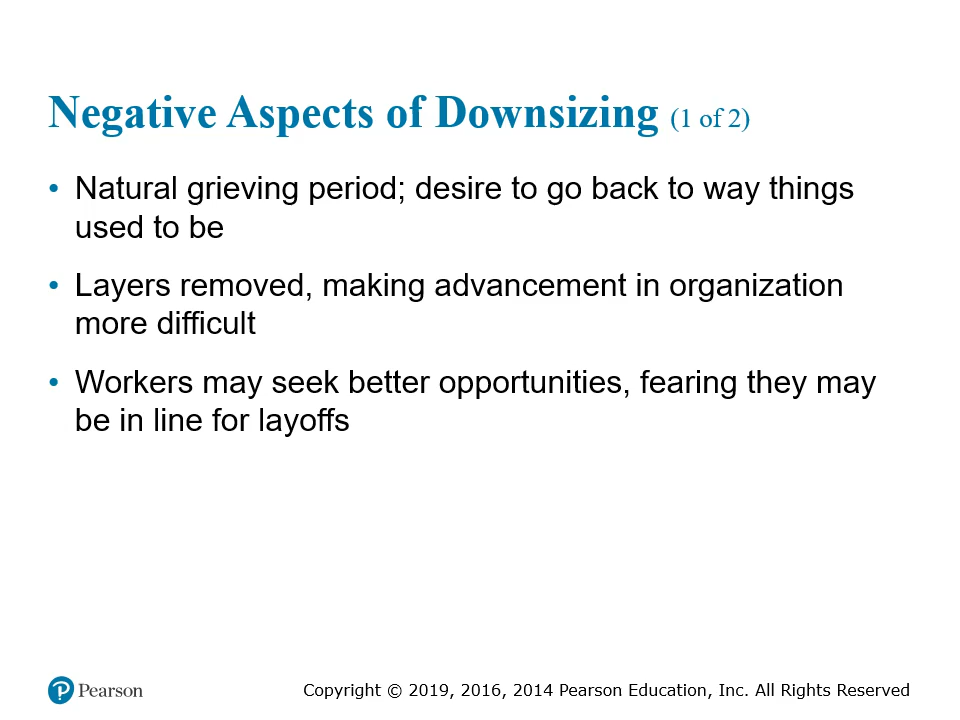 Negative Aspects of Downsizing (1 of 2)
• Natural grieving period; desire to go back to way things
used to be
• Layers removed, making advancement in organization
more difficult
• Workers may seek better opportunities, fearing they may
be in line for layoffs
Pearson
Copyright © 2019, 2016, 2014 Pearson Education, Inc. All Rights Reserved